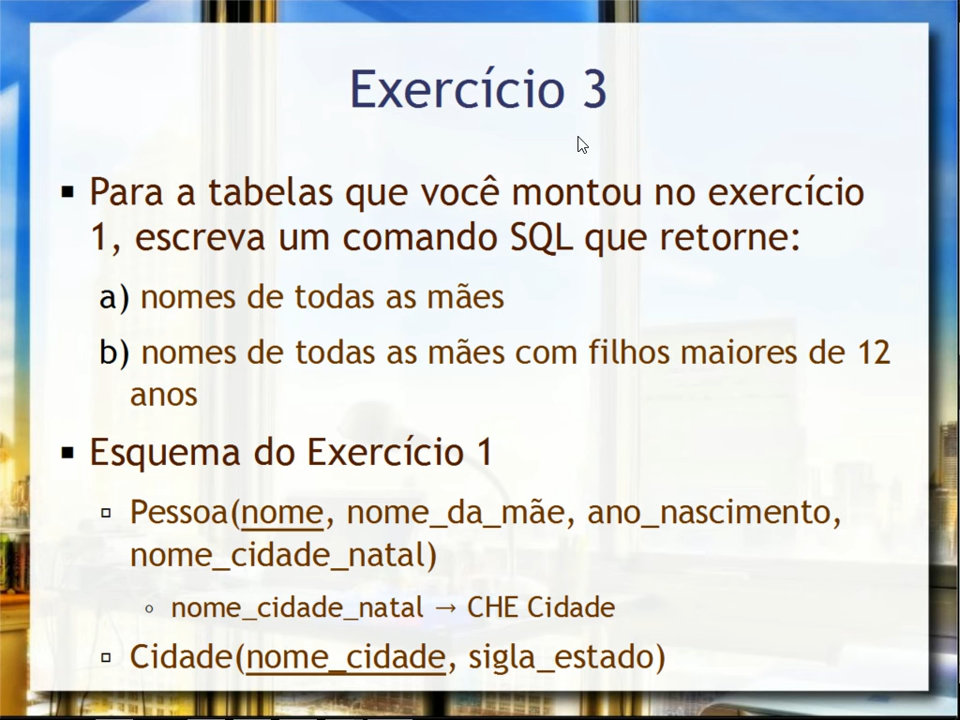 Exercício 3
Para a tabelas que você montou no exercício
1, escreva um comando SQL que retorne:
a) nomes de todas as mães
b) nomes de todas as mães com filhos maiores de 12
anos
Esquema do Exercício 1
Pessoa(nome, nome_da_mãe, ano_nascimento,
nome_cidade_natal)
nome_cidade_natal → CHE Cidade
Cidade(nome_cidade, sigla_estado)